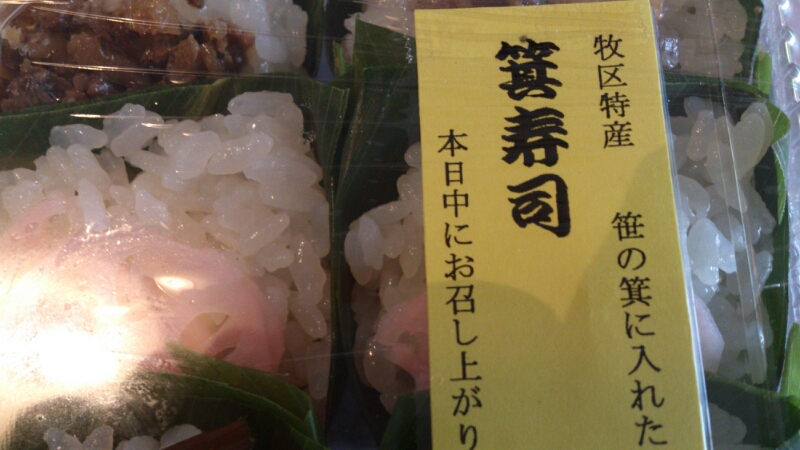 牧区特産　笹の箕に入れた
箕寿司
本日中にお召し上がり